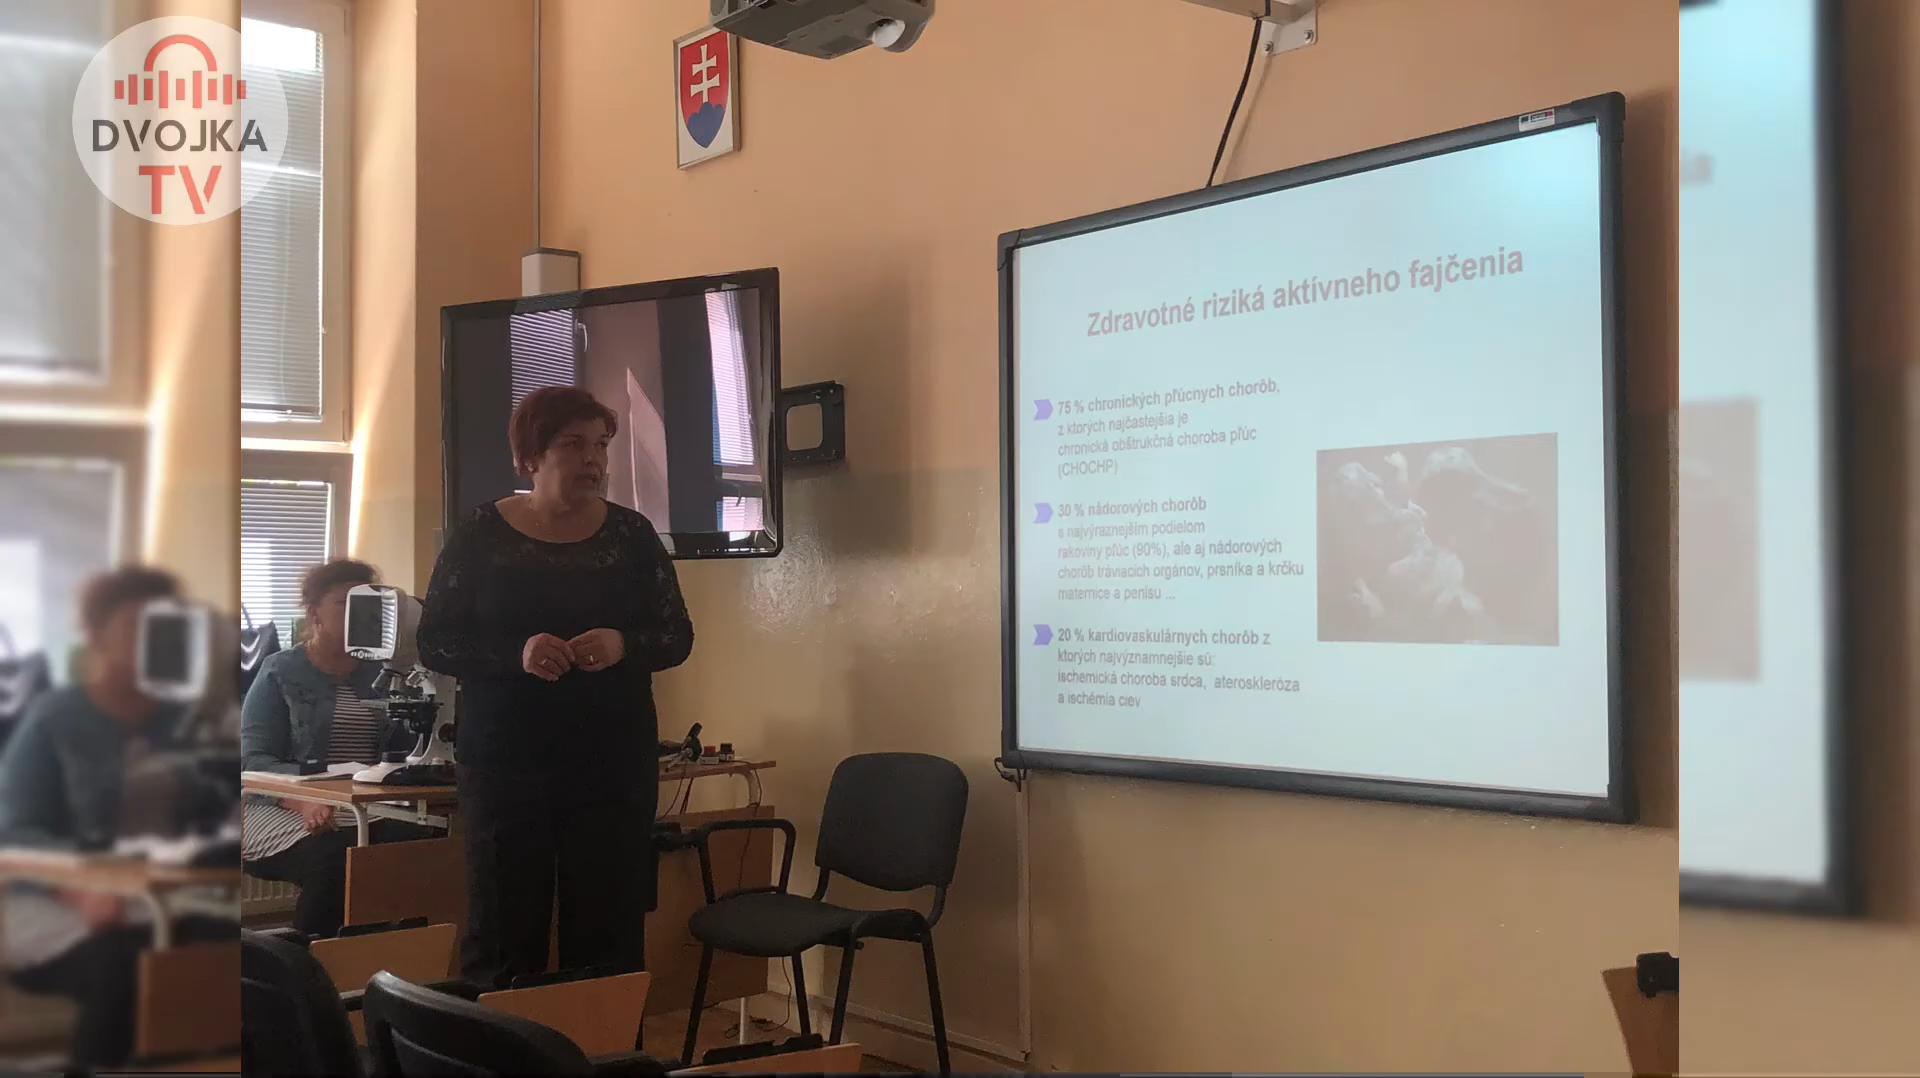 DVOJKA
TV
Zdravotné riziká aktívneho fajčenia
75 % chronických pľúcnych chorôb,
z ktorých najčastejšia je
chronická obštrukčná choroba pľúc
(CHOCHP)
30 % nádorových chorôb
s najvýraznejším podielom
rakoviny pľúc (90%), ale aj nádorových
chorôb tráviacich orgánov, prsníka a krčku
maternice a penisu ...
20 % kardiovaskulárnych chorôb z
ktorých najvýznamnejšie sú:
ischemická choroba srdca, ateroskleróza
a ischémia ciev